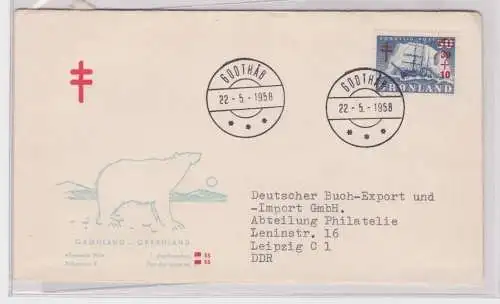 GODTHÅB
22-5-1958
GODTHÅB
22-5.-1958
30
+
10
GRØNLAND
GRØNLAND - GREENLAND
Deutscher Buch-Export und
-Import GmbH.
Abteilung Philatelie
Leninstr. 16
Leipzig C 1
DDR